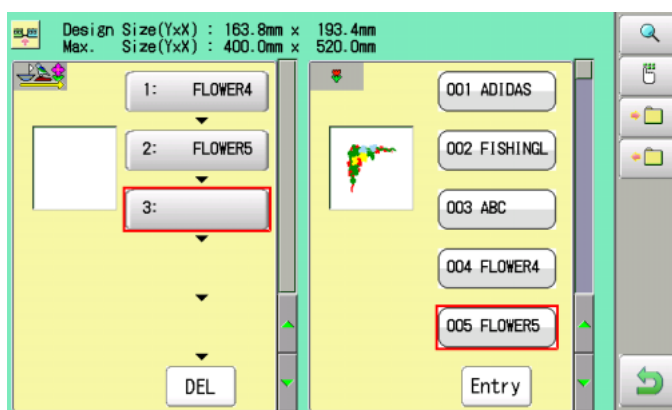 Design Size(YxX) : 163.8mm x 193.4mm
Max. Size(YxX) : 400.0mm x 520.0mm
1: FLOWER4
2: FLOWER5
3:
DEL
001 ADIDAS
002 FISHINGL
003 ABC
004 FLOWER4
005 FLOWER5
Entry